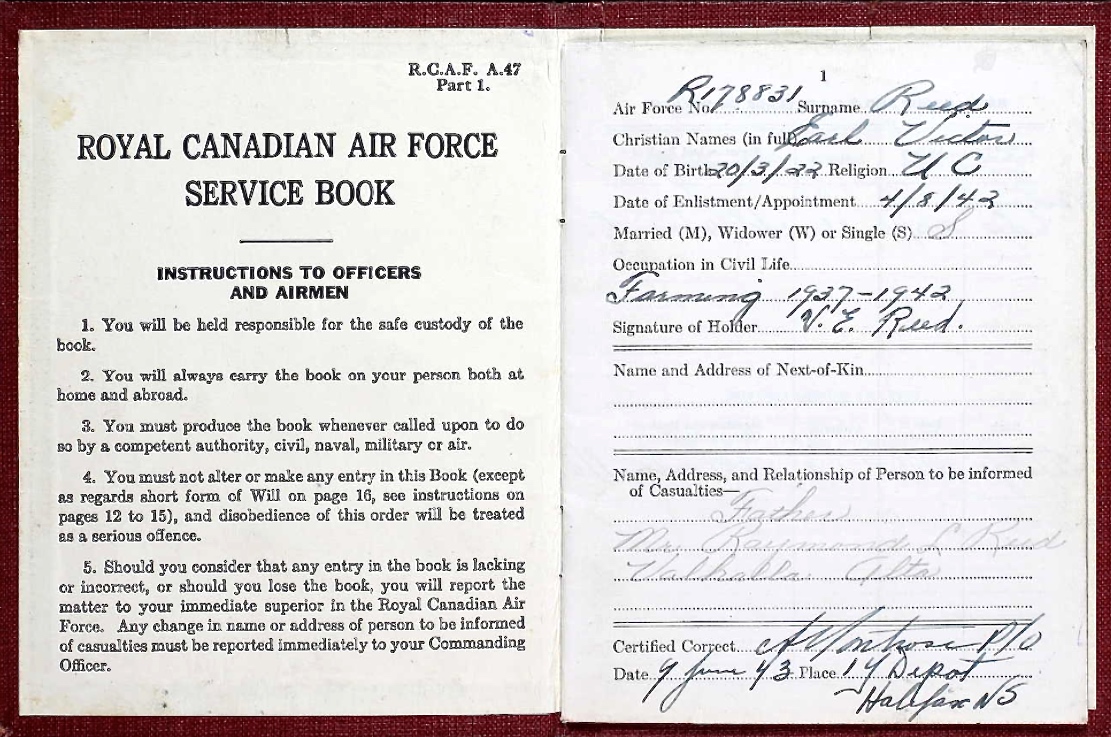 R.C.A.F. A.47
Part 1.
ROYAL CANADIAN AIR FORCE
SERVICE BOOK
INSTRUCTIONS TO OFFICERS
AND AIRMEN
1. You will be held responsible for the safe custody of the
book.
2. You will always carry the book on your person both at
home and abroad.
3. You must produce the book whenever called upon to do
so by a competent authority, civil, naval, military or air.
4. You must not alter or make any entry in this Book (except
as regards short form of Will on page 16, see instructions on
pages 12 to 15), and disobedience of this order will be treated
as a serious offence.
5. Should you consider that any entry in the book is lacking
or incorrect, or should you lose the book, you will report the
matter to your immediate superior in the Royal Canadian Air
Force. Any change in name or address of person to be informed
of casualties must be reported immediately to your Commanding
Officer.
1
Air Force No. R178831 Surname Reed
Christian Names (in full) Earl Victor
Date of Birth 20/3/22 Religion U C
Date of Enlistment/Appointment 4/8/42
Married (M), Widower (W) or Single (S) S
Occupation in Civil Life
Farming 1937-1942
Signature of Holder V. E. Reed.
Name and Address of Next-of-Kin
Name, Address, and Relationship of Person to be informed
of Casualties—
Father
Mr. Raymond L Reed
Valhalla Alta
Certified Correct P/O
Date 9 June 43 Place 1 Y Depot
Halifax NS